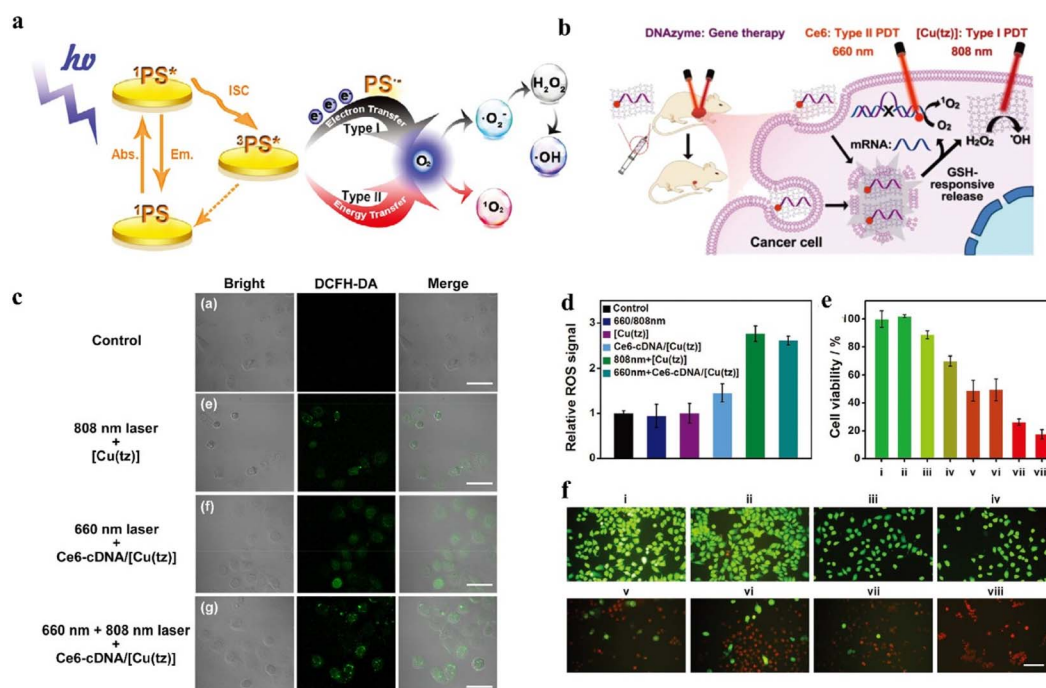 a
hν
¹PS*
ISC
³PS*
Abs.
Em.
¹PS
PS·-
e⁻ e⁻ e⁻
Electron Transfer
Type I
O₂
Type II
Energy Transfer
·O₂⁻
H₂O₂
·OH
¹O₂
b
DNAzyme: Gene therapy
Ce6: Type II PDT
660 nm
[Cu(tz)]: Type I PDT
808 nm
X
¹O₂
O₂
mRNA:
H₂O₂
·OH
GSH-
responsive
release
Cancer cell
c
Bright
DCFH-DA
Merge
Control
(a)
808 nm laser
+
[Cu(tz)]
(e)
660 nm laser
+
Ce6-cDNA/[Cu(tz)]
(f)
660 nm + 808 nm laser
+
Ce6-cDNA/[Cu(tz)]
(g)
d
Relative ROS signal
3
2
1
0
Control
660/808nm
[Cu(tz)]
Ce6-cDNA/[Cu(tz)]
808nm+[Cu(tz)]
660nm+Ce6-cDNA/[Cu(tz)]
e
Cell viability / %
100
80
60
40
20
i ii iii iv v vi vii vii
f
i ii iii iv
v vi vii viii